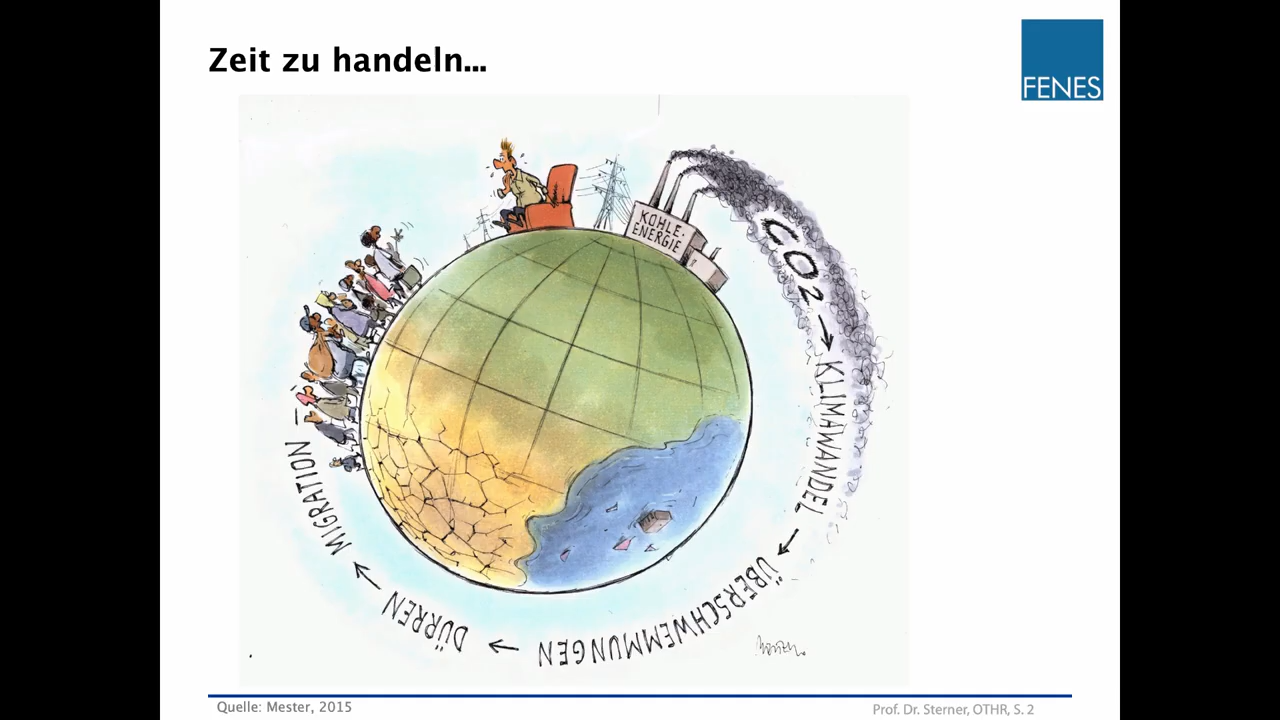 Zeit zu handeln...
FENES
KOHLE-
ENERGIE
CO2 →
KLIMAWANDEL →
ÜBERSCHWEMMUNGEN →
DÜRREN →
MIGRATION →
Quelle: Mester, 2015
Prof. Dr. Sterner, OTHR, S. 2